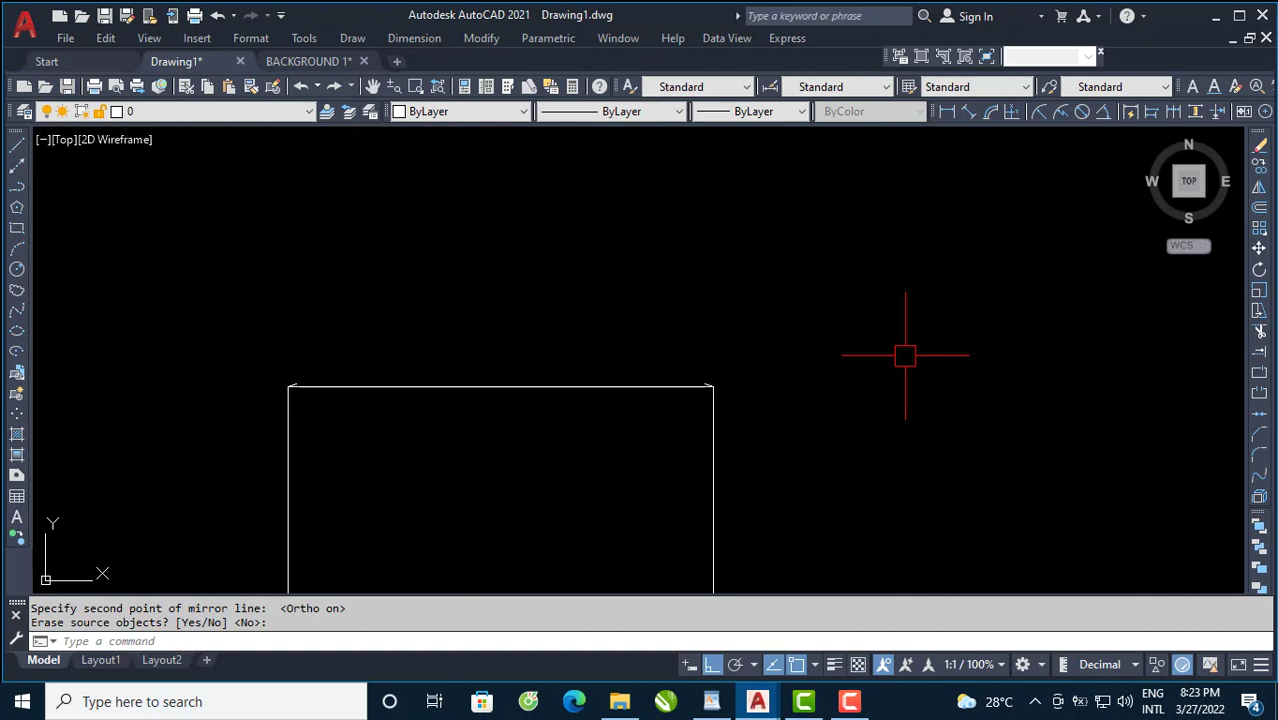 Autodesk AutoCAD 2021 Drawing1.dwg
Type a keyword or phrase
Sign In
File Edit View Insert Format Tools Draw Dimension Modify Parametric Window Help Data View Express
Start
Drawing1*
BACKGROUND 1*
Standard
Standard
Standard
Standard
0
ByLayer
ByLayer
ByLayer
ByColor
[−][Top][2D Wireframe]
N
W
TOP
E
S
WCS
Y
X
Specify second point of mirror line:  <Ortho on>
Erase source objects? [Yes/No] <No>:
Type a command
Model
Layout1
Layout2
1:1 / 100%
Decimal
Type here to search
28°C
ENG
INTL
8:23 PM
3/27/2022
4